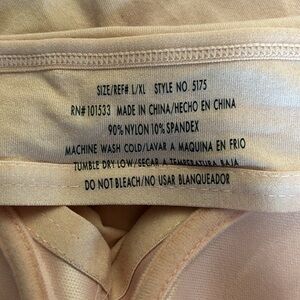 SIZE/REF# L/XL STYLE NO. 5175
RN#101533 MADE IN CHINA/HECHO EN CHINA
90% NYLON 10% SPANDEX
MACHINE WASH COLD/LAVAR A MAQUINA EN FRIO
TUMBLE DRY LOW/SECAR A TEMPERATURA BAJA
DO NOT BLEACH/NO USAR BLANQUEADOR